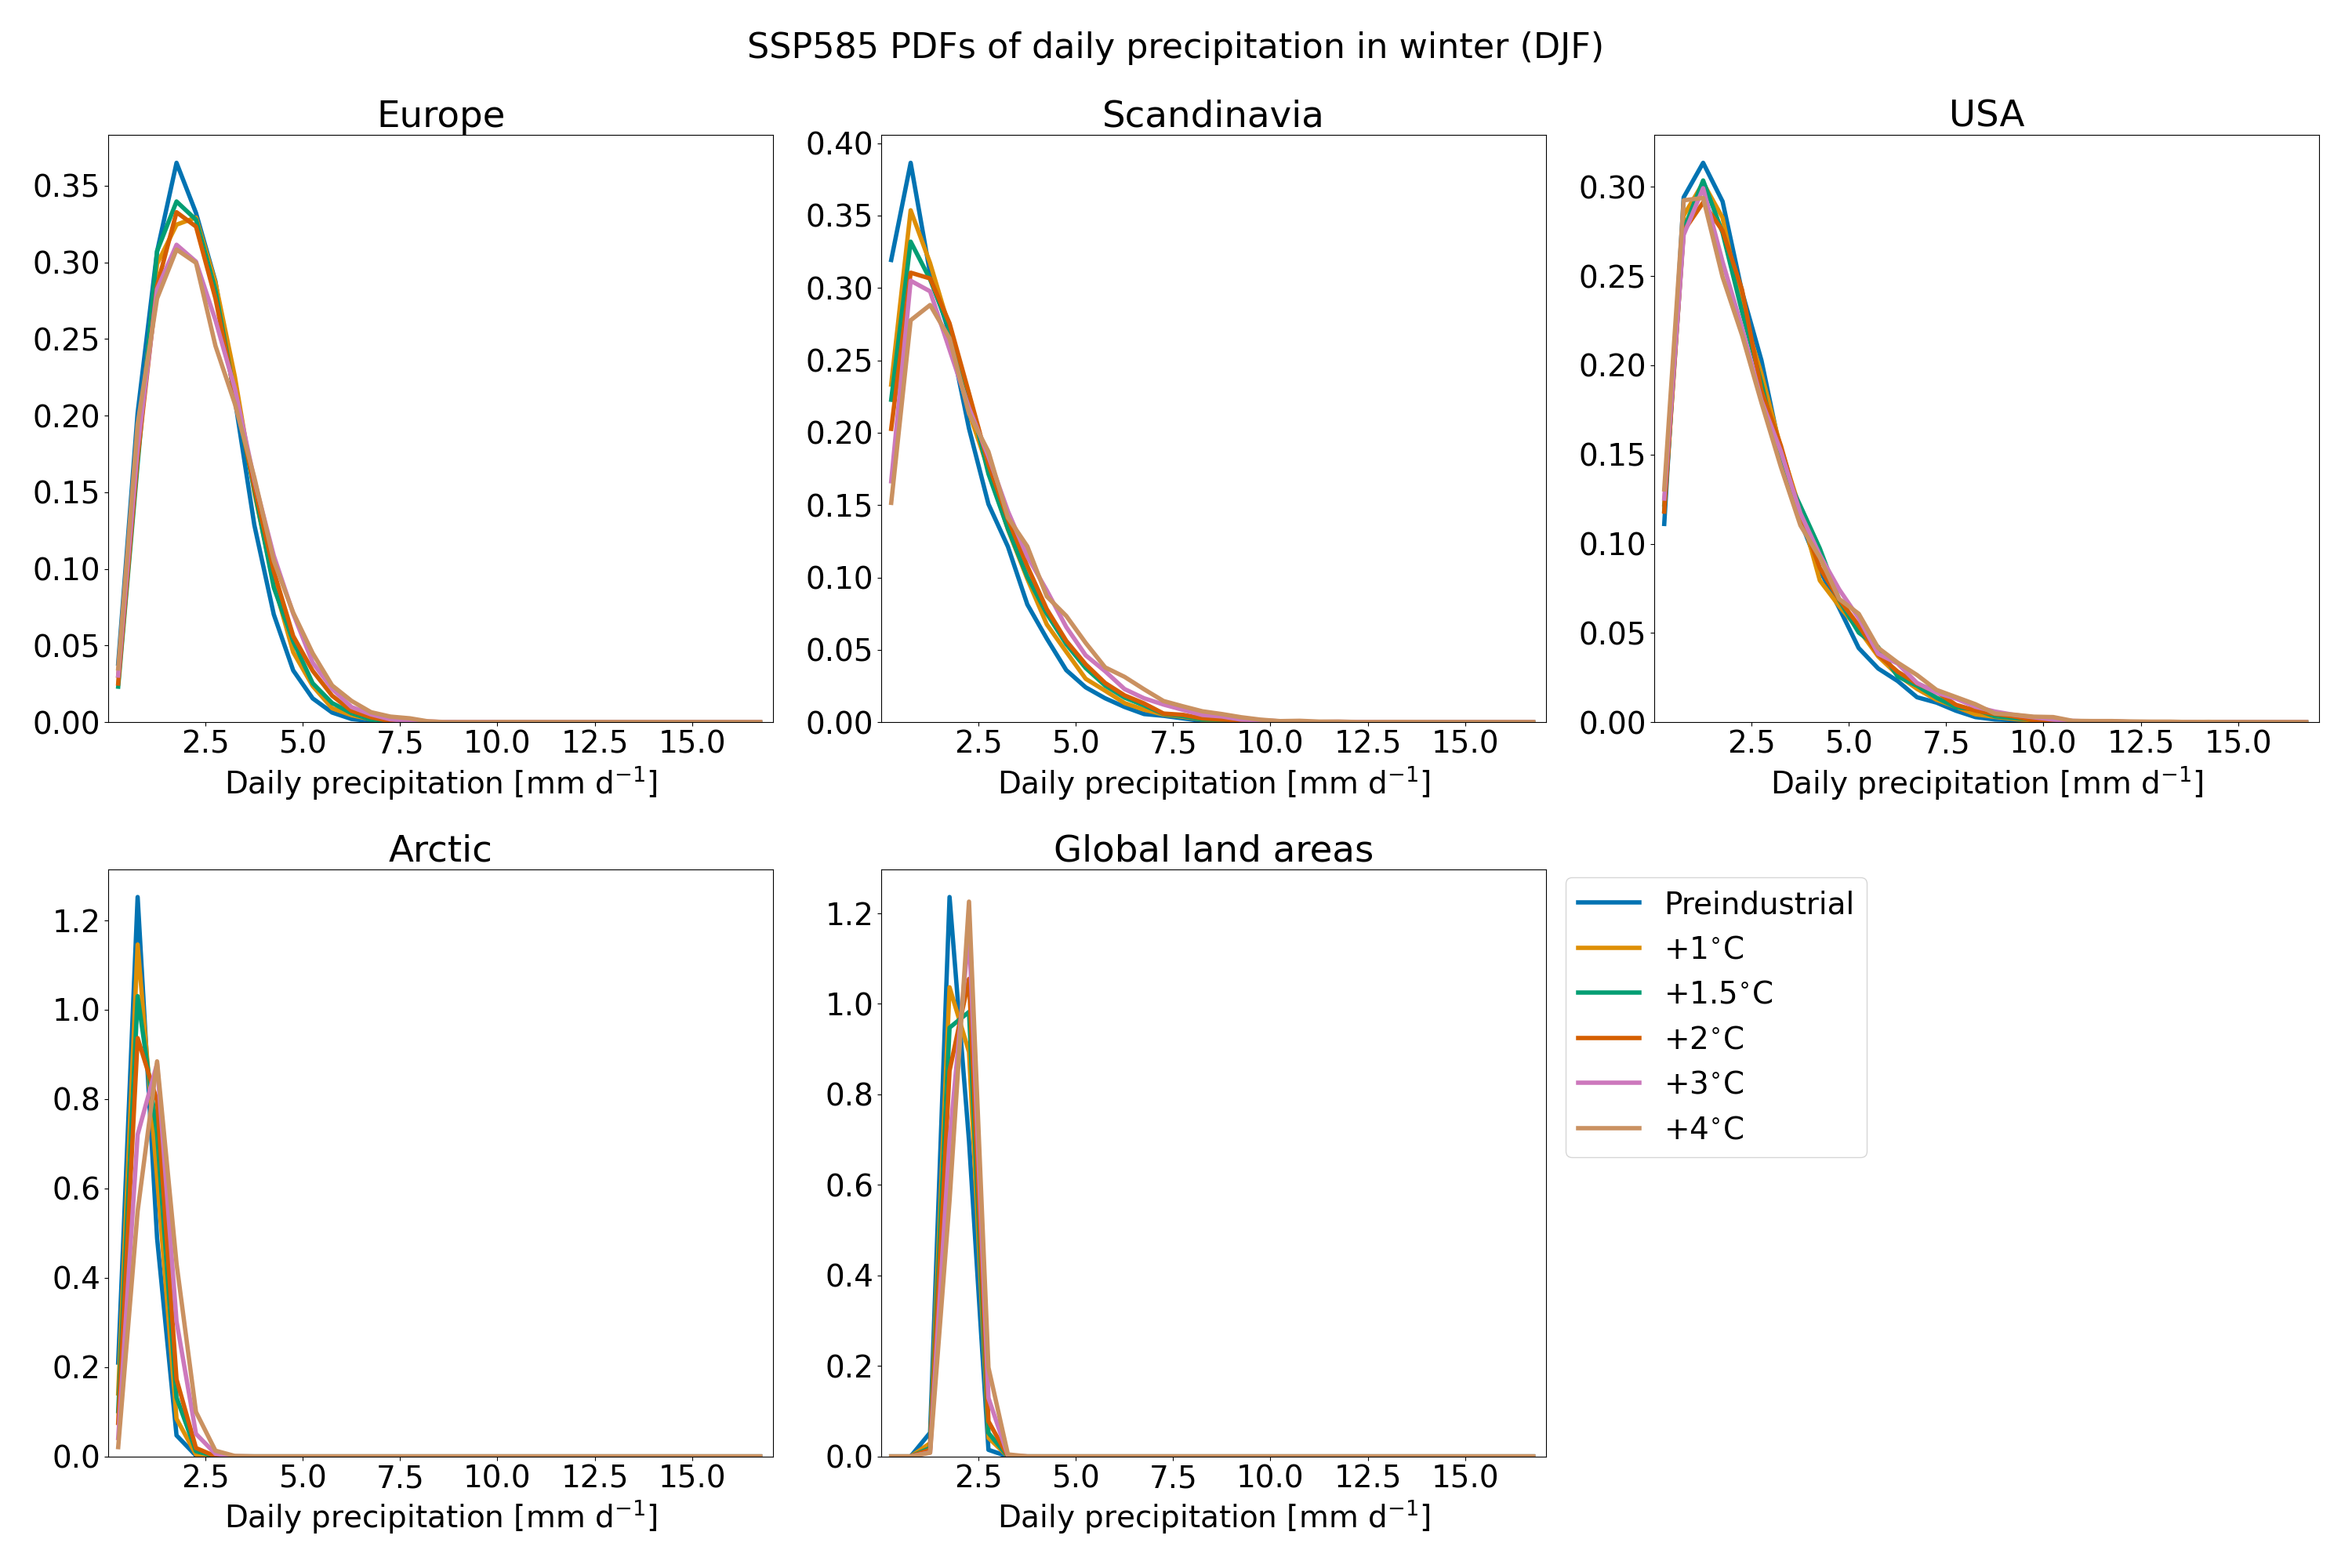 SSP585 PDFs of daily precipitation in winter (DJF)
Europe
0.35
0.30
0.25
0.20
0.15
0.10
0.05
0.00
2.5 5.0 7.5 10.0 12.5 15.0
Daily precipitation [mm d⁻¹]
Scandinavia
0.40
0.35
0.30
0.25
0.20
0.15
0.10
0.05
0.00
2.5 5.0 7.5 10.0 12.5 15.0
Daily precipitation [mm d⁻¹]
USA
0.30
0.25
0.20
0.15
0.10
0.05
0.00
2.5 5.0 7.5 10.0 12.5 15.0
Daily precipitation [mm d⁻¹]
Arctic
1.2
1.0
0.8
0.6
0.4
0.2
0.0
2.5 5.0 7.5 10.0 12.5 15.0
Daily precipitation [mm d⁻¹]
Global land areas
1.2
1.0
0.8
0.6
0.4
0.2
0.0
2.5 5.0 7.5 10.0 12.5 15.0
Daily precipitation [mm d⁻¹]
Preindustrial
+1°C
+1.5°C
+2°C
+3°C
+4°C